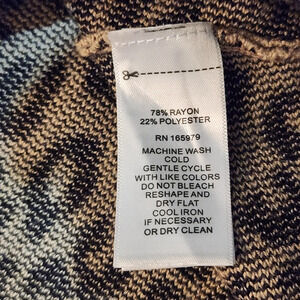 78% RAYON
22% POLYESTER
RN 165979
MACHINE WASH
COLD
GENTLE CYCLE
WITH LIKE COLORS
DO NOT BLEACH
RESHAPE AND
DRY FLAT
COOL IRON
IF NECESSARY
OR DRY CLEAN